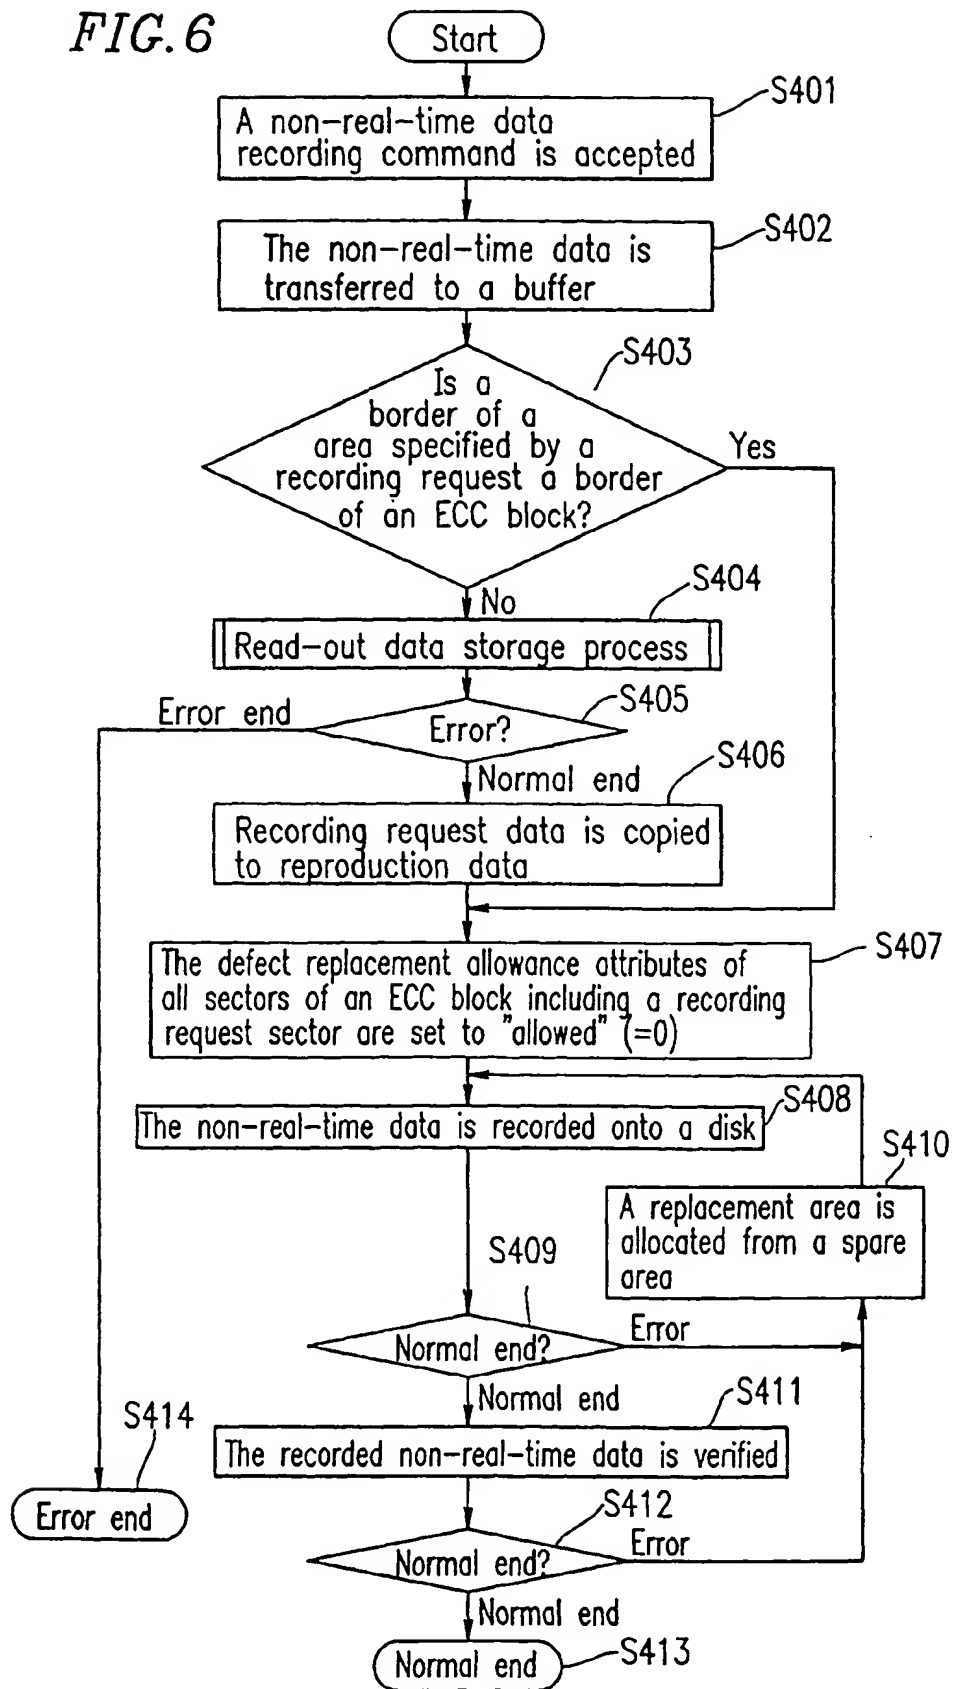 FIG.6
Start
S401
A non-real-time data
recording command is accepted
S402
The non-real-time data is
transferred to a buffer
S403
Is a
border of a
area specified by a
recording request a border
of an ECC block?
Yes
No
S404
Read-out data storage process
S405
Error end
Error?
S406
Normal end
Recording request data is copied
to reproduction data
S407
The defect replacement allowance attributes of
all sectors of an ECC block including a recording
request sector are set to "allowed" (=0)
S408
The non-real-time data is recorded onto a disk
S410
A replacement area is
allocated from a spare
area
S409
Normal end?
Error
Normal end
S411
The recorded non-real-time data is verified
S414
Error end
S412
Normal end?
Error
Normal end
Normal end
S413